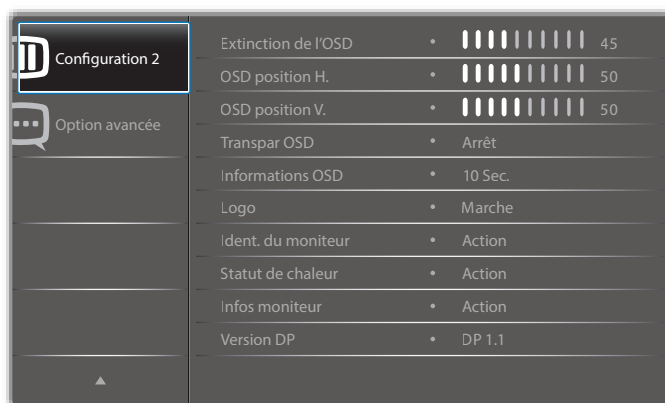 Configuration 2
Option avancée
Extinction de l’OSD • 45
OSD position H. • 50
OSD position V. • 50
Transpar OSD • Arrêt
Informations OSD • 10 Sec.
Logo • Marche
Ident. du moniteur • Action
Statut de chaleur • Action
Infos moniteur • Action
Version DP • DP 1.1